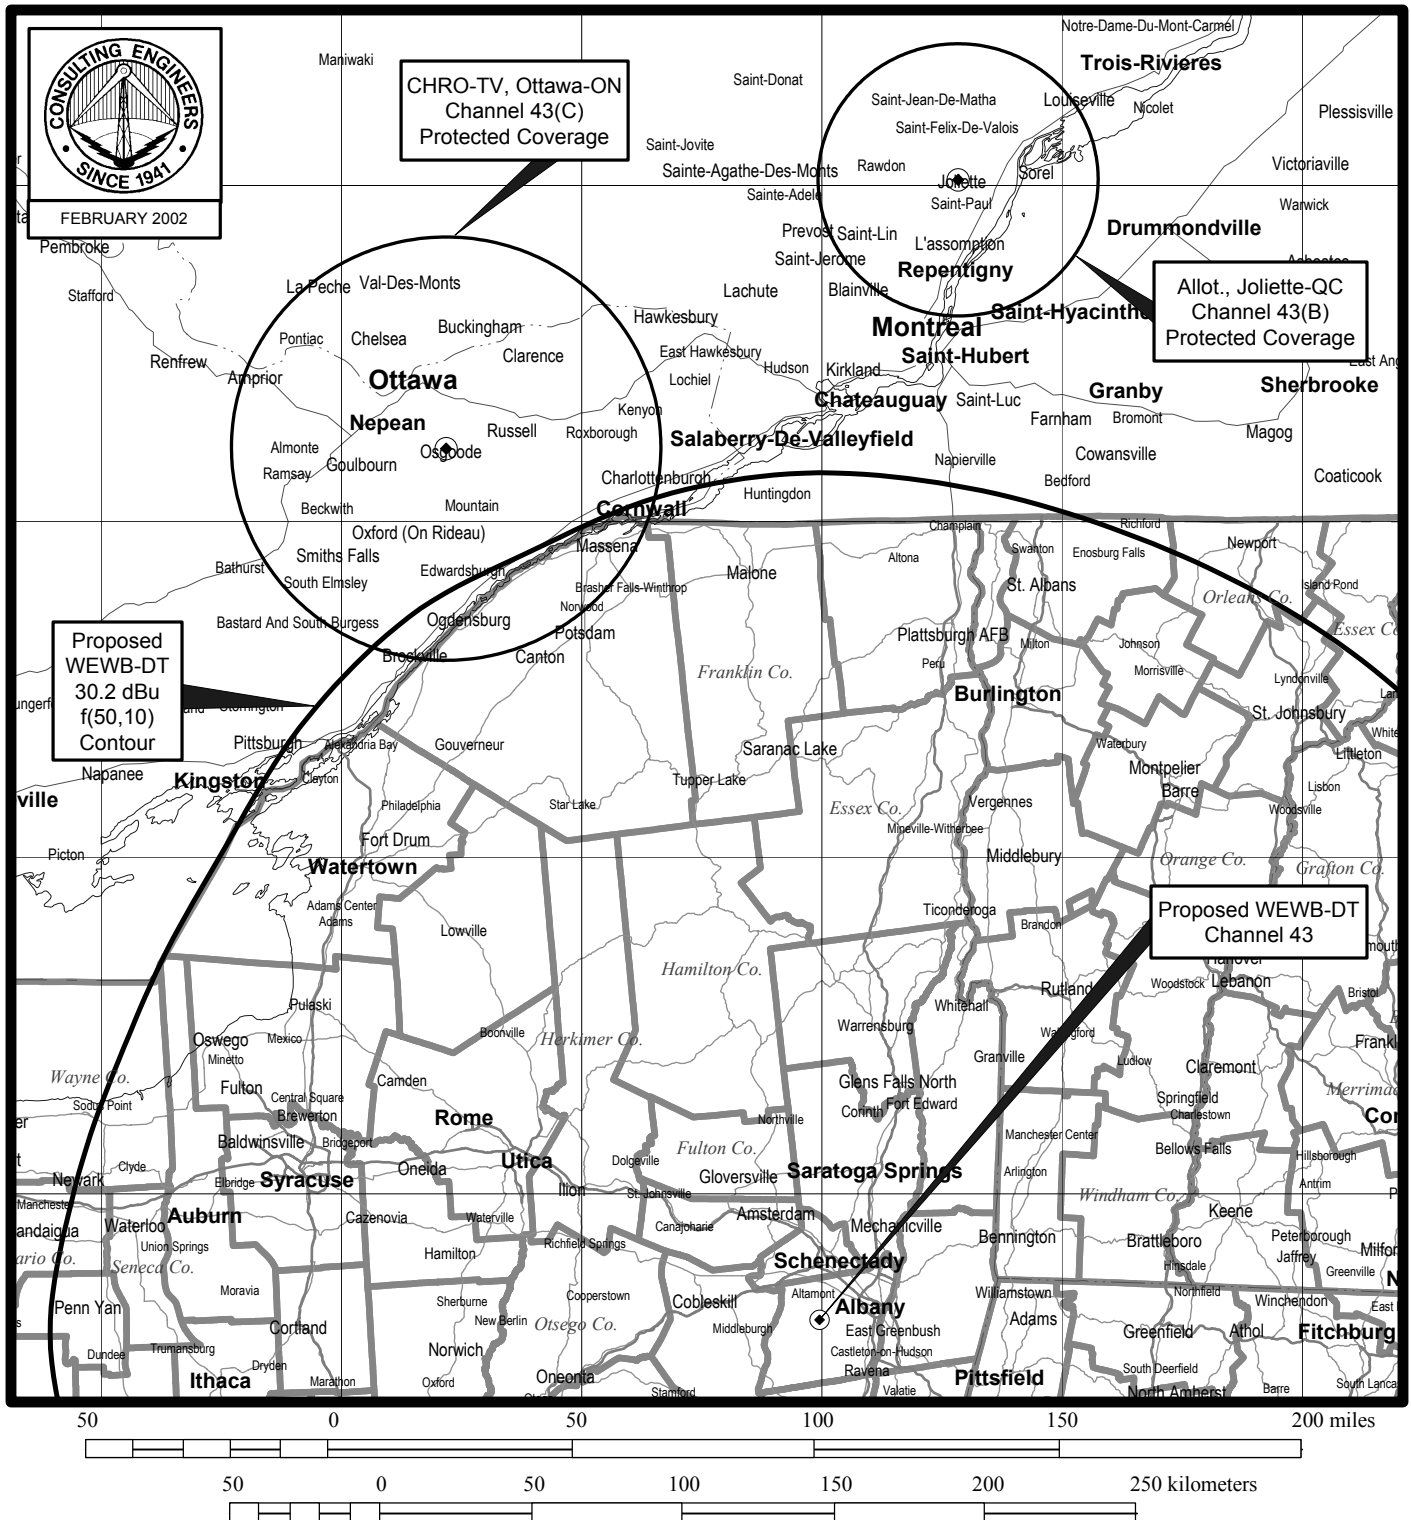 CONSULTING ENGINEERS
SINCE 1941
FEBRUARY 2002
CHRO-TV, Ottawa-ON
Channel 43(C)
Protected Coverage
Allot., Joliette-QC
Channel 43(B)
Protected Coverage
Proposed
WEWB-DT
30.2 dBu
f(50,10)
Contour
Proposed WEWB-DT
Channel 43
Notre-Dame-Du-Mont-Carmel
Maniwaki
Trois-Rivieres
Saint-Donat
Saint-Jean-De-Matha
Louiseville
Nicolet
Plessisville
Saint-Felix-De-Valois
Saint-Jovite
Sainte-Agathe-Des-Monts
Rawdon
Victoriaville
Joliette
Sorel
Sainte-Adele
Saint-Paul
Warwick
Prevost
Saint-Lin
Drummondville
Pembroke
L'assomption
Saint-Jerome
Repentigny
Asbestos
La Peche
Val-Des-Monts
Stafford
Lachute
Blainville
Saint-Hyacinthe
Hawkesbury
Montreal
Buckingham
Pontiac
Chelsea
Clarence
East Hawkesbury
Saint-Hubert
Renfrew
Arnprior
Ottawa
Hudson
Kirkland
Lochiel
Granby
Sherbrooke
Chateauguay
Saint-Luc
Nepean
Kenyon
Farnham
Bromont
Russell
Roxborough
Salaberry-De-Valleyfield
Magog
Almonte
Osgoode
Goulbourn
Ramsay
Napierville
Cowansville
Charlottenburgh
Bedford
Coaticook
Huntingdon
Beckwith
Mountain
Cornwall
Oxford (On Rideau)
Champlain
Richford
Smiths Falls
Massena
Altona
Swanton
Enosburg Falls
Newport
Bathurst
Edwardsburgh
Malone
South Elmsley
Brasher Falls-Winthrop
St. Albans
Island Pond
Norwood
Orleans Co.
Bastard And South Burgess
Ogdensburg
Potsdam
Plattsburgh AFB
Milton
Johnson
Essex Co
Brockville
Canton
Peru
Franklin Co.
Morrisville
Lyndonville
Burlington
St. Johnsbury
Pittsburgh
Alexandria Bay
Gouverneur
Saranac Lake
Waterbury
Littleton
Napanee
Kingston
Clayton
Tupper Lake
Montpelier
Barre
Lisbon
ville
Philadelphia
Star Lake
Essex Co.
Vergennes
Woodsville
Mineville-Witherbee
Fort Drum
Picton
Watertown
Middlebury
Orange Co.
Grafton Co.
Adams Center
Adams
Ticonderoga
Brandon
Lowville
Hamilton Co.
Hanover
Woodstock
Lebanon
Rutland
Bristol
Pulaski
Whitehall
Warrensburg
Boonville
Herkimer Co.
Oswego
Mexico
Wallingford
Minetto
Granville
Ludlow
Claremont
Wayne Co.
Fulton
Camden
Glens Falls North
Sodus Point
Central Square
Corinth
Fort Edward
Springfield
Brewerton
Rome
Northville
Charlestown
Baldwinsville
Bridgeport
Manchester Center
Fulton Co.
Bellows Falls
Hillsborough
Clyde
Oneida
Utica
Dolgeville
Gloversville
Saratoga Springs
Arlington
Newark
Elbridge
Syracuse
Ilion
St. Johnsville
Windham Co.
Antrim
Auburn
Cazenovia
Waterville
Canajoharie
Amsterdam
Mechanicville
Keene
Waterloo
Union Springs
Hamilton
Richfield Springs
Bennington
Brattleboro
Peterborough
Jaffrey
Seneca Co.
Schenectady
Hinsdale
Greenville
Moravia
Altamont
Williamstown
Northfield
Winchendon
Penn Yan
Sherburne
Cooperstown
Cobleskill
Albany
Cortland
New Berlin
Otsego Co.
Middleburgh
East Greenbush
Adams
Greenfield
Athol
Fitchburg
Dundee
Trumansburg
Norwich
Castleton-on-Hudson
Dryden
Ravena
South Deerfield
Ithaca
Marathon
Oxford
Oneonta
Stamford
Valatie
Pittsfield
North Amherst
Barre
50 0 50 100 150 200 miles
50 0 50 100 150 200 250 kilometers